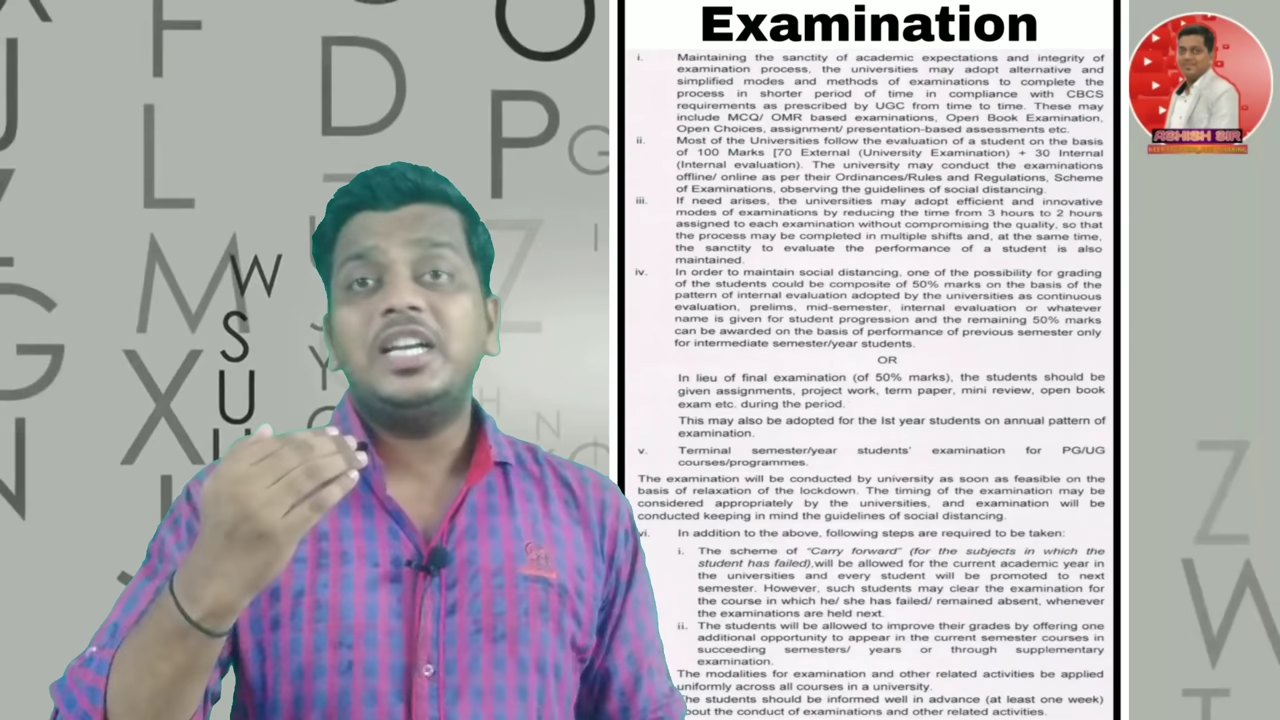 Examination
i. Maintaining the sanctity of academic expectations and integrity of
examination process, the universities may adopt alternative and
simplified modes and methods of examinations to complete the
process in shorter period of time in compliance with CBCS
requirements as prescribed by UGC from time to time. These may
include MCQ/ OMR based examinations, Open Book Examination,
Open Choices, assignment/ presentation-based assessments etc.
ii. Most of the Universities follow the evaluation of a student on the basis
of 100 Marks [70 External (University Examination) + 30 Internal
(Internal evaluation). The university may conduct the examinations
offline/ online as per their Ordinances/Rules and Regulations, Scheme
of Examinations, observing the guidelines of social distancing.
iii. If need arises, the universities may adopt efficient and innovative
modes of examinations by reducing the time from 3 hours to 2 hours
assigned to each examination without compromising the quality, so that
the process may be completed in multiple shifts and, at the same time,
the sanctity to evaluate the performance of a student is also
maintained.
iv. In order to maintain social distancing, one of the possibility for grading
of the students could be composite of 50% marks on the basis of the
pattern of internal evaluation adopted by the universities as continuous
evaluation, prelims, mid-semester, internal evaluation or whatever
name is given for student progression and the remaining 50% marks
can be awarded on the basis of performance of previous semester only
for intermediate semester/year students.
OR
In lieu of final examination (of 50% marks), the students should be
given assignments, project work, term paper, mini review, open book
exam etc. during the period.
This may also be adopted for the Ist year students on annual pattern of
examination.
v. Terminal semester/year students' examination for PG/UG
courses/programmes.
The examination will be conducted by university as soon as feasible on the
basis of relaxation of the lockdown. The timing of the examination may be
considered appropriately by the universities, and examination will be
conducted keeping in mind the guidelines of social distancing.
vi. In addition to the above, following steps are required to be taken:
i. The scheme of "Carry forward" (for the subjects in which the
student has failed),will be allowed for the current academic year in
the universities and every student will be promoted to next
semester. However, such students may clear the examination for
the course in which he/ she has failed/ remained absent, whenever
the examinations are held next.
ii. The students will be allowed to improve their grades by offering one
additional opportunity to appear in the current semester courses in
succeeding semesters/ years or through supplementary
examination.
The modalities for examination and other related activities be applied
uniformly across all courses in a university.
The students should be informed well in advance (at least one week)
about the conduct of examinations and other related activities.
ASHISH SIR